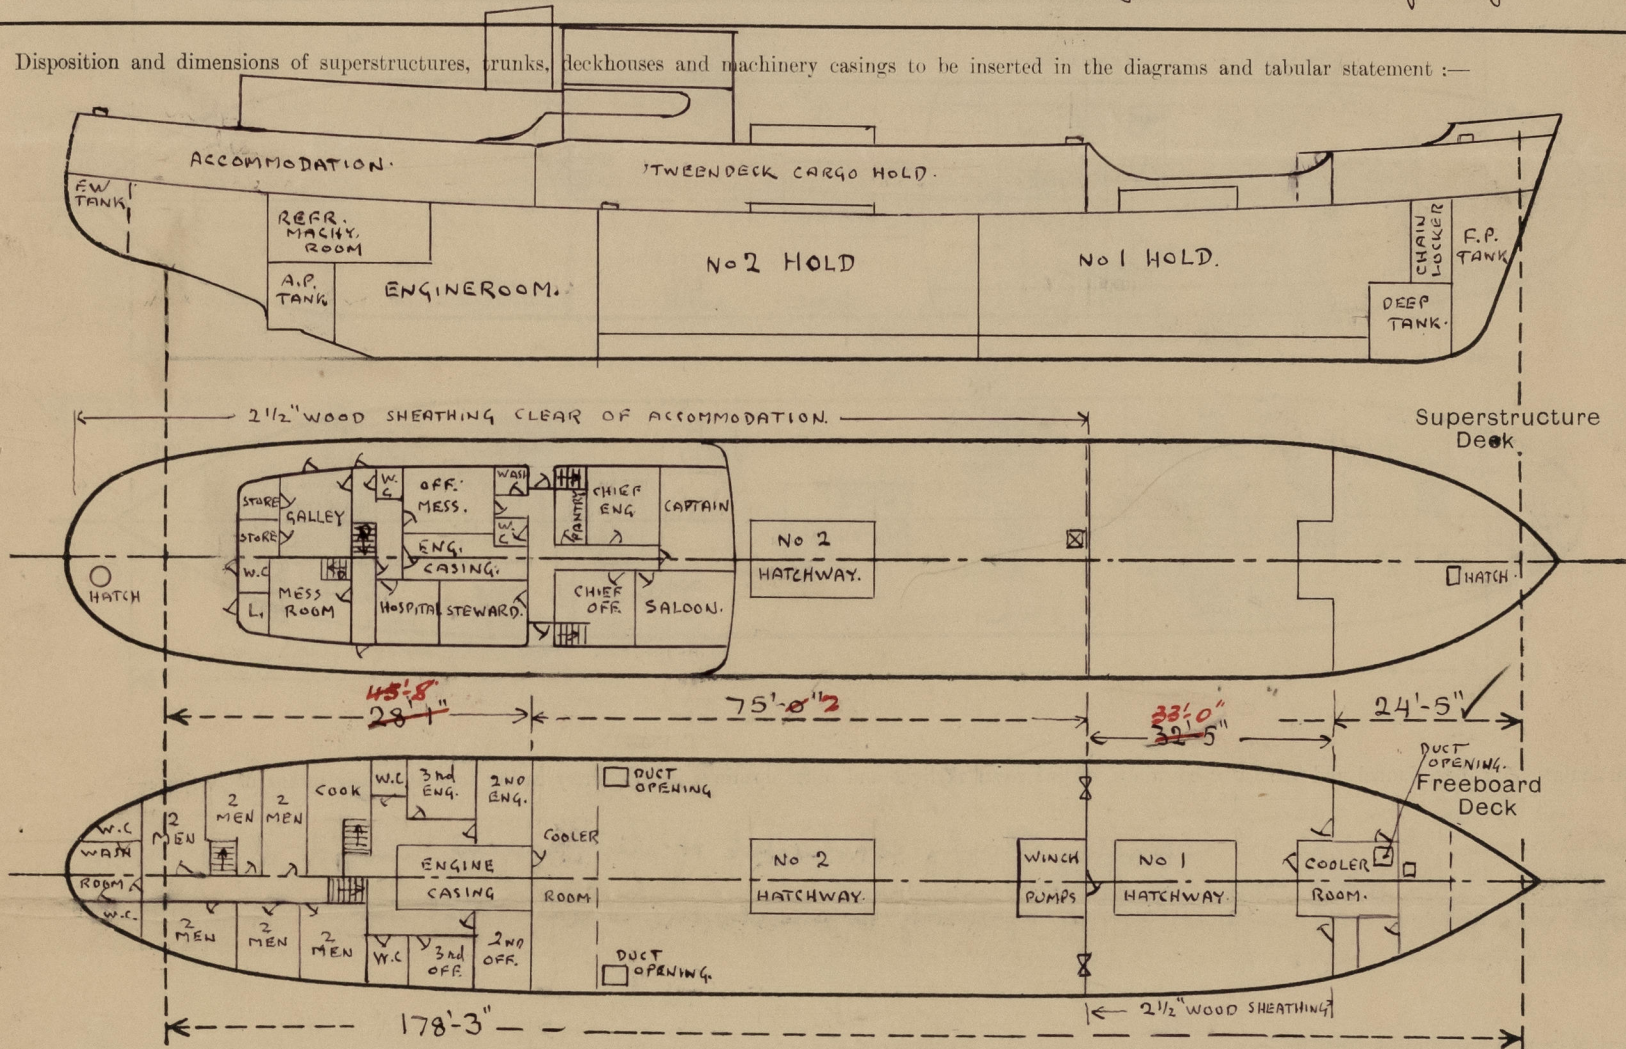 Disposition and dimensions of superstructures, trunks, deckhouses and machinery casings to be inserted in the diagrams and tabular statement :—
ACCOMMODATION.
'TWEENDECK CARGO HOLD.
F.W
TANK
REFR.
MACHY.
ROOM
A.P.
TANK
ENGINEROOM.
No 2 HOLD
No 1 HOLD.
CHAIN
LOCKER
F.P.
TANK
DEEP
TANK.
2 1/2" WOOD SHEATHING CLEAR OF ACCOMMODATION.
Superstructure
Deck
STORE
STORE
GALLEY
W.C
OFF.
MESS.
WASH
W.C
PANTRY
CHIEF
ENG
CAPTAIN
ENG.
CASING.
W.C
L.
MESS
ROOM
HOSPITAL
STEWARD.
CHIEF
OFF.
SALOON.
HATCH
No 2
HATCHWAY.
HATCH
43'-8"
28'-1"
75'-0"2
33'-0"
32'-5"
24'-5"
DUCT
OPENING.
Freeboard
Deck
W.C
WASH
ROOM
W.C.
2
MEN
2
MEN
2
MEN
COOK
W.C
3rd
ENG.
2ND
ENG.
DUCT
OPENING
COOLER
ROOM
ENGINE
CASING
No 2
HATCHWAY.
WINCH
PUMPS
No 1
HATCHWAY.
COOLER
ROOM.
2
MEN
2
MEN
2
MEN
W.C
3rd
OFF.
2ND
OFF.
DUCT
OPENING.
2 1/2" WOOD SHEATHING
178'-3"